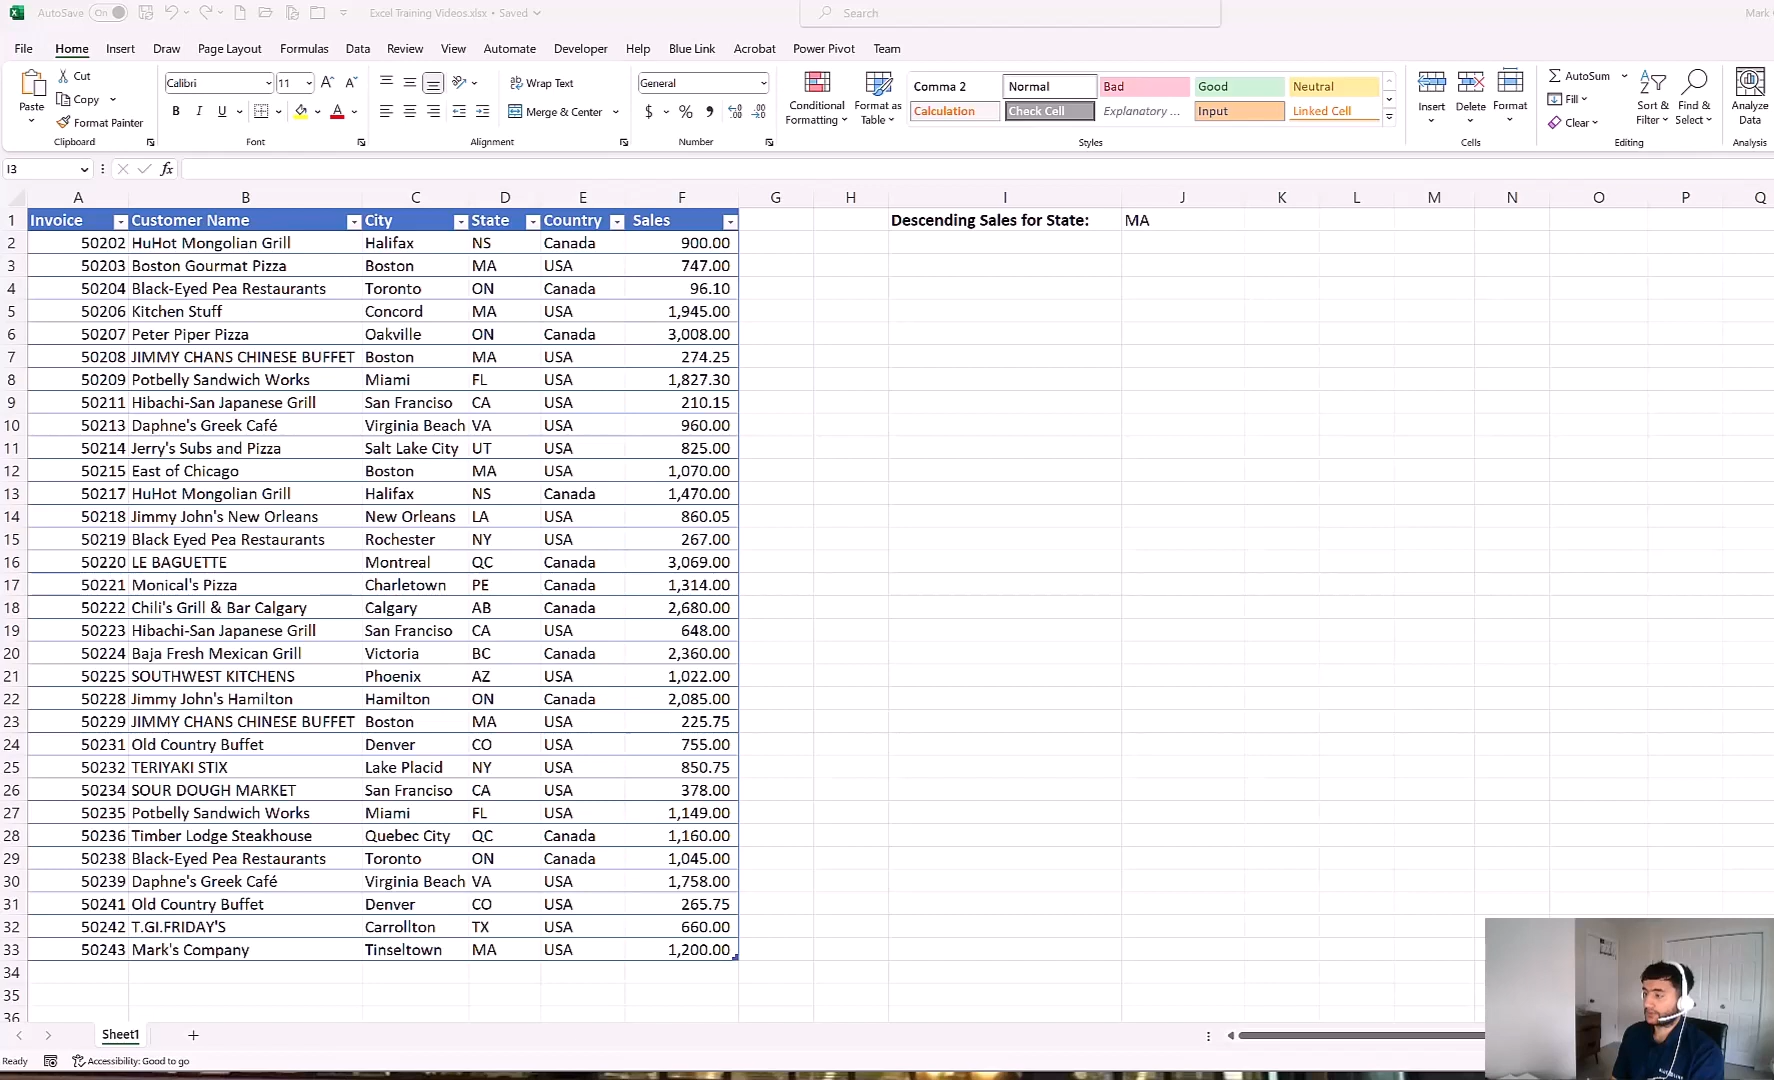 AutoSave On Excel Training Videos.xlsx • Saved Search Mark
File Home Insert Draw Page Layout Formulas Data Review View Automate Developer Help Blue Link Acrobat Power Pivot Team
Paste Cut Copy Format Painter
Calibri 11 B I U
Wrap Text Merge & Center
General $ %
Conditional Formatting Format as Table
Comma 2 Normal Bad Good Neutral
Calculation Check Cell Explanatory ... Input Linked Cell
Insert Delete Format
AutoSum Fill Clear Sort & Filter Find & Select Analyze Data
Clipboard Font Alignment Number Styles Cells Editing Analysis
I3 fx
A B C D E F G H I J K L M N O P Q
1 Invoice Customer Name City State Country Sales Descending Sales for State: MA
2 50202 HuHot Mongolian Grill Halifax NS Canada 900.00
3 50203 Boston Gourmat Pizza Boston MA USA 747.00
4 50204 Black-Eyed Pea Restaurants Toronto ON Canada 96.10
5 50206 Kitchen Stuff Concord MA USA 1,945.00
6 50207 Peter Piper Pizza Oakville ON Canada 3,008.00
7 50208 JIMMY CHANS CHINESE BUFFET Boston MA USA 274.25
8 50209 Potbelly Sandwich Works Miami FL USA 1,827.30
9 50211 Hibachi-San Japanese Grill San Franciso CA USA 210.15
10 50213 Daphne's Greek Café Virginia Beach VA USA 960.00
11 50214 Jerry's Subs and Pizza Salt Lake City UT USA 825.00
12 50215 East of Chicago Boston MA USA 1,070.00
13 50217 HuHot Mongolian Grill Halifax NS Canada 1,470.00
14 50218 Jimmy John's New Orleans New Orleans LA USA 860.05
15 50219 Black Eyed Pea Restaurants Rochester NY USA 267.00
16 50220 LE BAGUETTE Montreal QC Canada 3,069.00
17 50221 Monical's Pizza Charletown PE Canada 1,314.00
18 50222 Chili's Grill & Bar Calgary Calgary AB Canada 2,680.00
19 50223 Hibachi-San Japanese Grill San Franciso CA USA 648.00
20 50224 Baja Fresh Mexican Grill Victoria BC Canada 2,360.00
21 50225 SOUTHWEST KITCHENS Phoenix AZ USA 1,022.00
22 50228 Jimmy John's Hamilton Hamilton ON Canada 2,085.00
23 50229 JIMMY CHANS CHINESE BUFFET Boston MA USA 225.75
24 50231 Old Country Buffet Denver CO USA 755.00
25 50232 TERIYAKI STIX Lake Placid NY USA 850.75
26 50234 SOUR DOUGH MARKET San Franciso CA USA 378.00
27 50235 Potbelly Sandwich Works Miami FL USA 1,149.00
28 50236 Timber Lodge Steakhouse Quebec City QC Canada 1,160.00
29 50238 Black-Eyed Pea Restaurants Toronto ON Canada 1,045.00
30 50239 Daphne's Greek Café Virginia Beach VA USA 1,758.00
31 50241 Old Country Buffet Denver CO USA 265.75
32 50242 T.GI.FRIDAY'S Carrollton TX USA 660.00
33 50243 Mark's Company Tinseltown MA USA 1,200.00
34
35
36
Sheet1
Ready Accessibility: Good to go